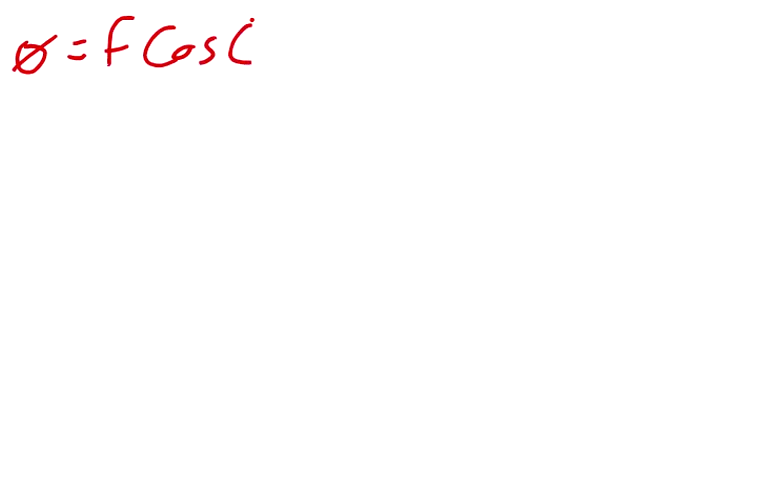 Ø = f Cos i